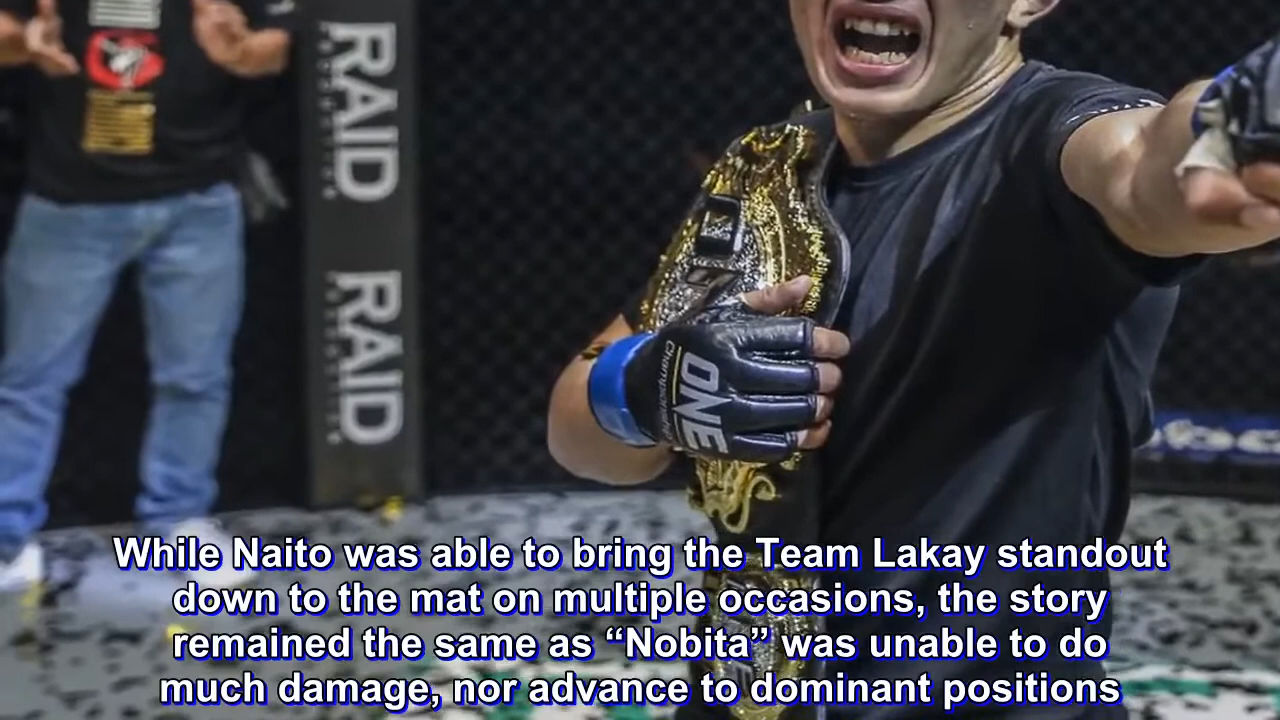 RAID
RAID
ONE
Championship
While Naito was able to bring the Team Lakay standout
down to the mat on multiple occasions, the story
remained the same as “Nobita” was unable to do
much damage, nor advance to dominant positions